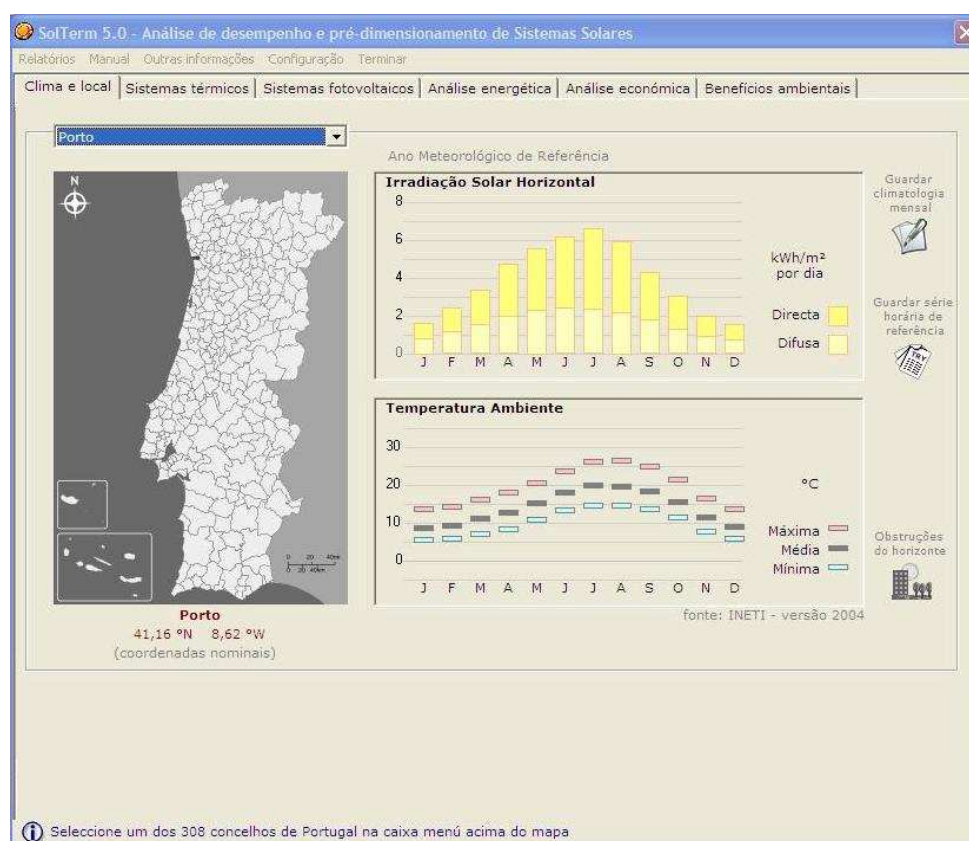 SolTerm 5.0 - Análise de desempenho e pré-dimensionamento de Sistemas Solares
Relatórios Manual Outras informações Configuração Terminar
Clima e local Sistemas térmicos Sistemas fotovoltaicos Análise energética Análise económica Benefícios ambientais
Porto
Ano Meteorológico de Referência
N
Irradiação Solar Horizontal
8
6
4
2
0
J F M A M J J A S O N D
kWh/m²
por dia
Directa
Difusa
Guardar
climatologia
mensal
Guardar série
horária de
referência
TRY
Temperatura Ambiente
30
20
10
0
J F M A M J J A S O N D
°C
Máxima
Média
Mínima
Obstruções
do horizonte
fonte: INETI - versão 2004
Porto
41,16 °N 8,62 °W
(coordenadas nominais)
Seleccione um dos 308 concelhos de Portugal na caixa menú acima do mapa